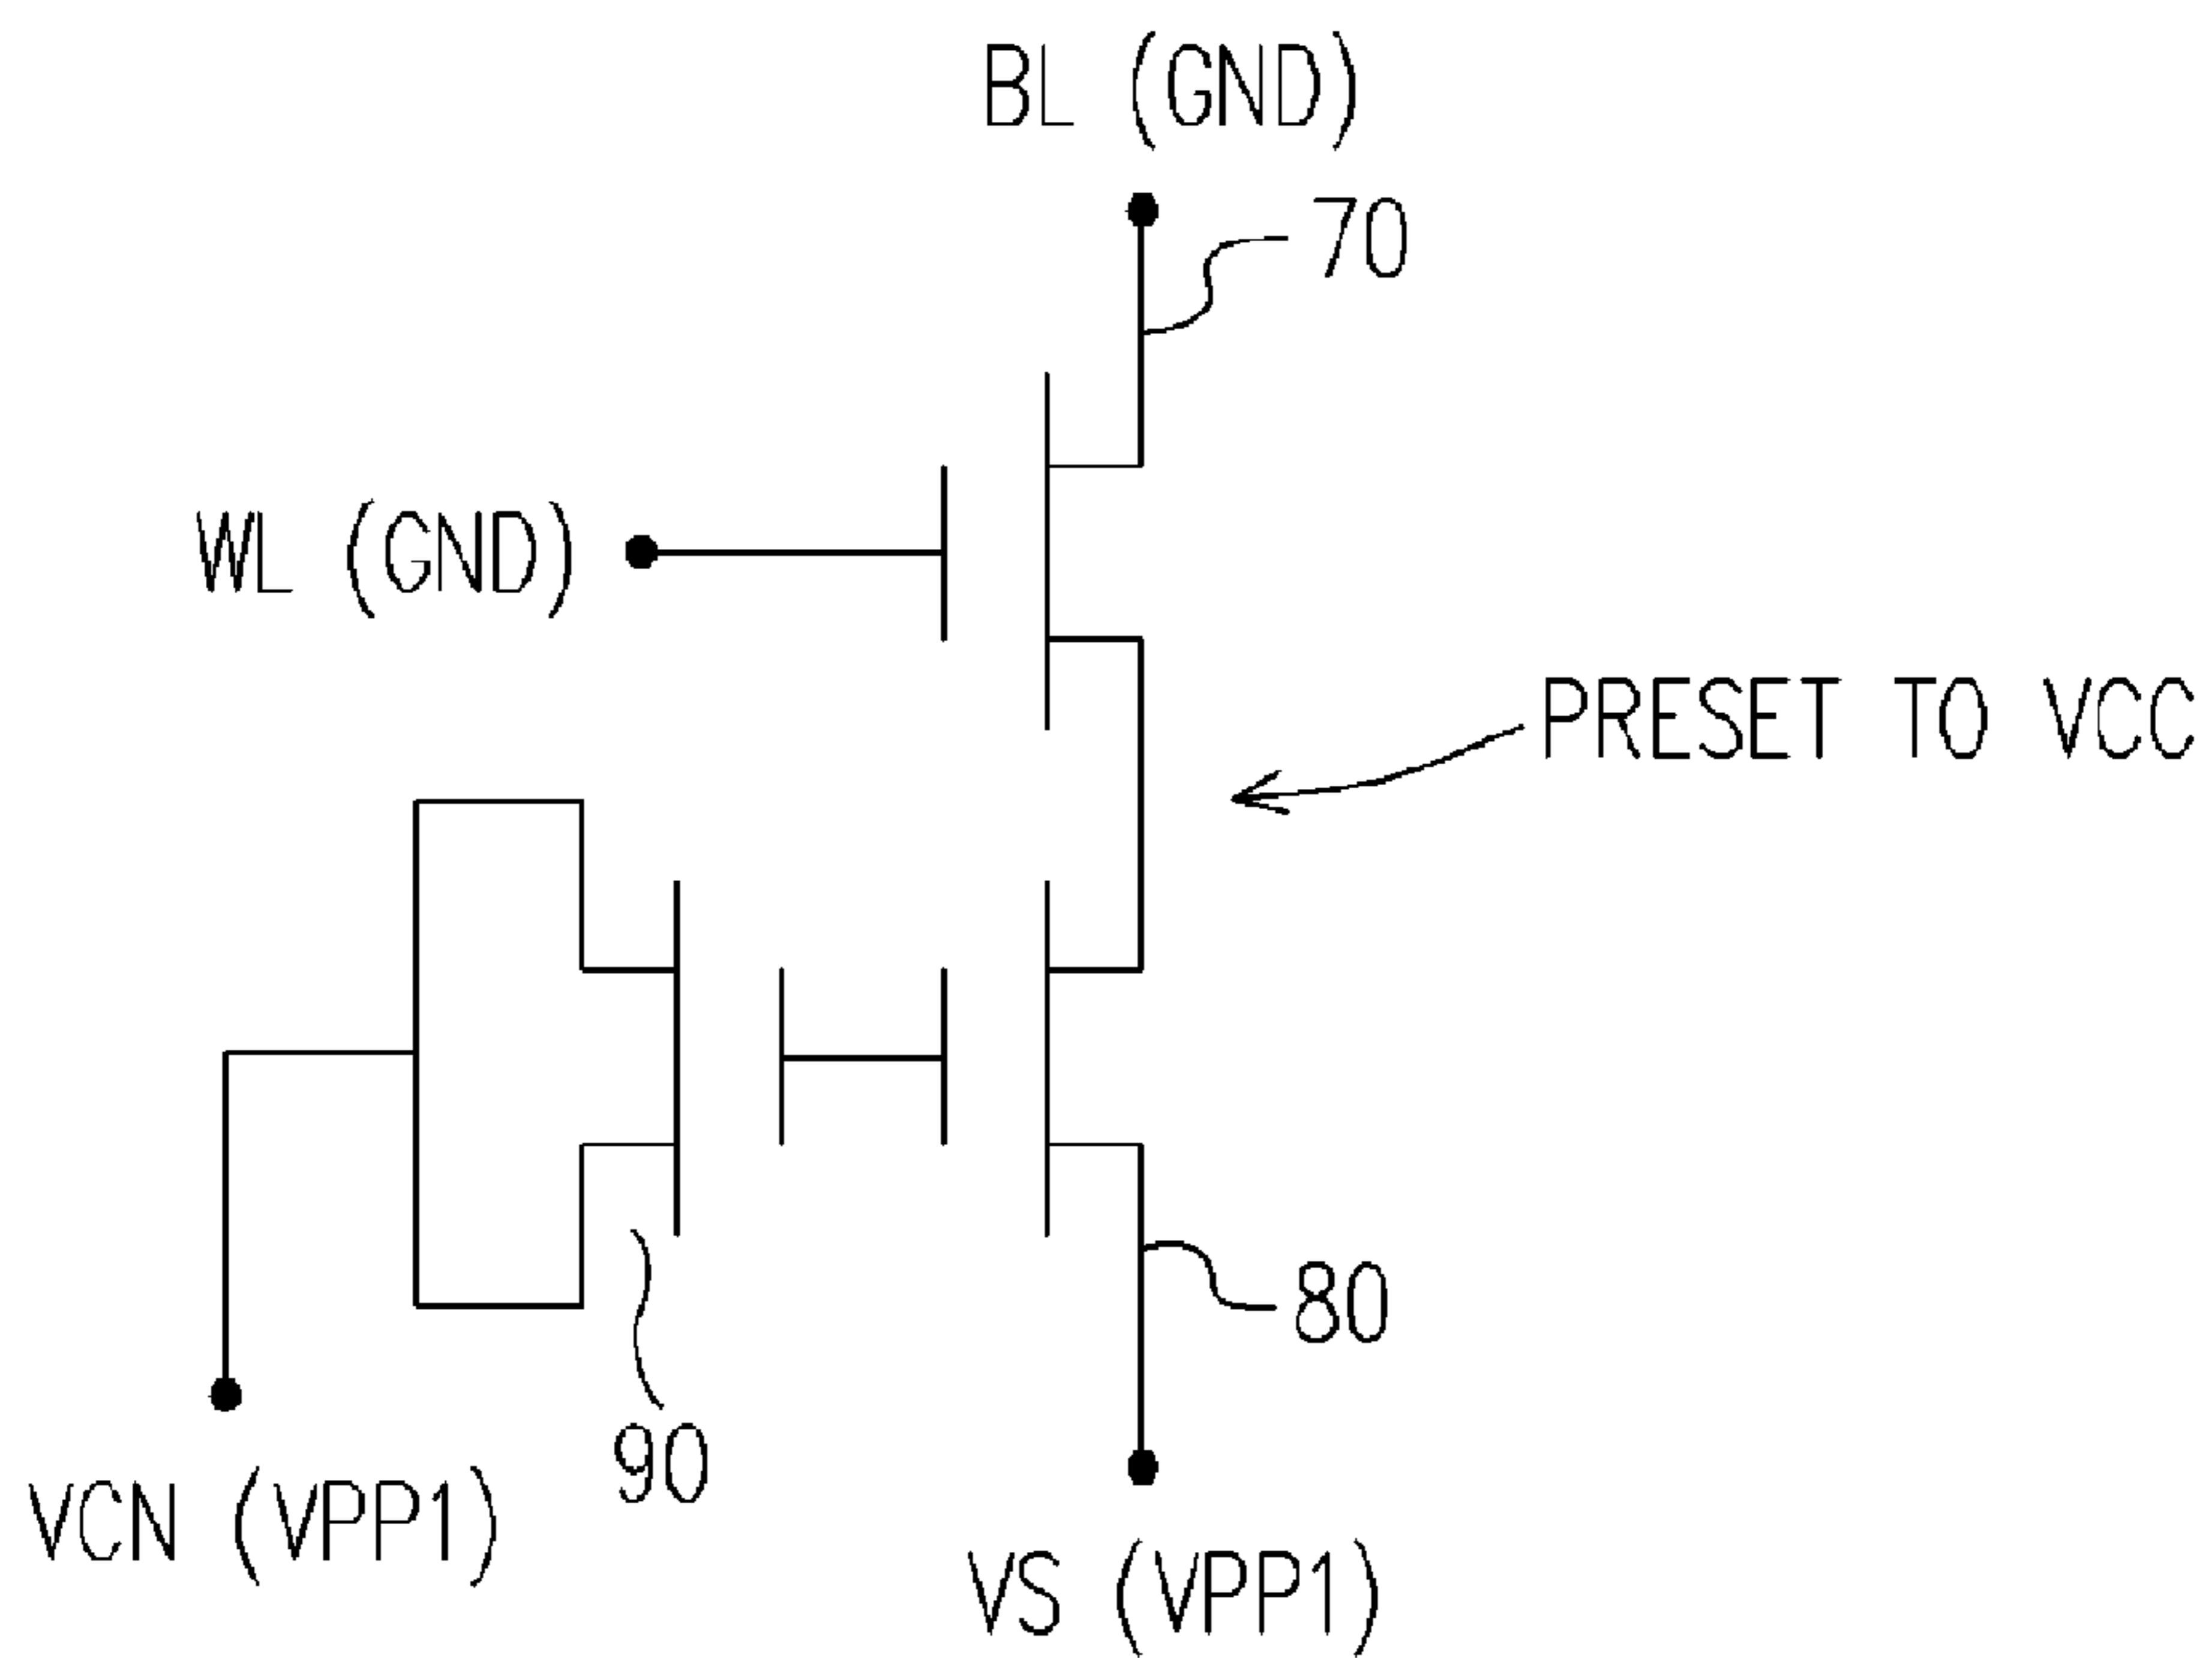 BL (GND)
70
WL (GND)
PRESET TO VCC
80
90
VCN (VPP1)
VS (VPP1)